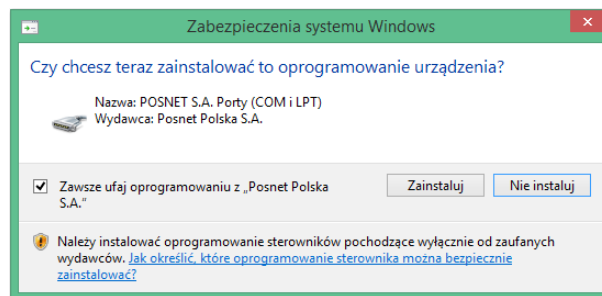 Zabezpieczenia systemu Windows
Czy chcesz teraz zainstalować to oprogramowanie urządzenia?
Nazwa: POSNET S.A. Porty (COM i LPT)
Wydawca: Posnet Polska S.A.
Zawsze ufaj oprogramowaniu z „Posnet Polska
S.A.”
Zainstaluj
Nie instaluj
Należy instalować oprogramowanie sterowników pochodzące wyłącznie od zaufanych
wydawców. Jak określić, które oprogramowanie sterownika można bezpiecznie
zainstalować?